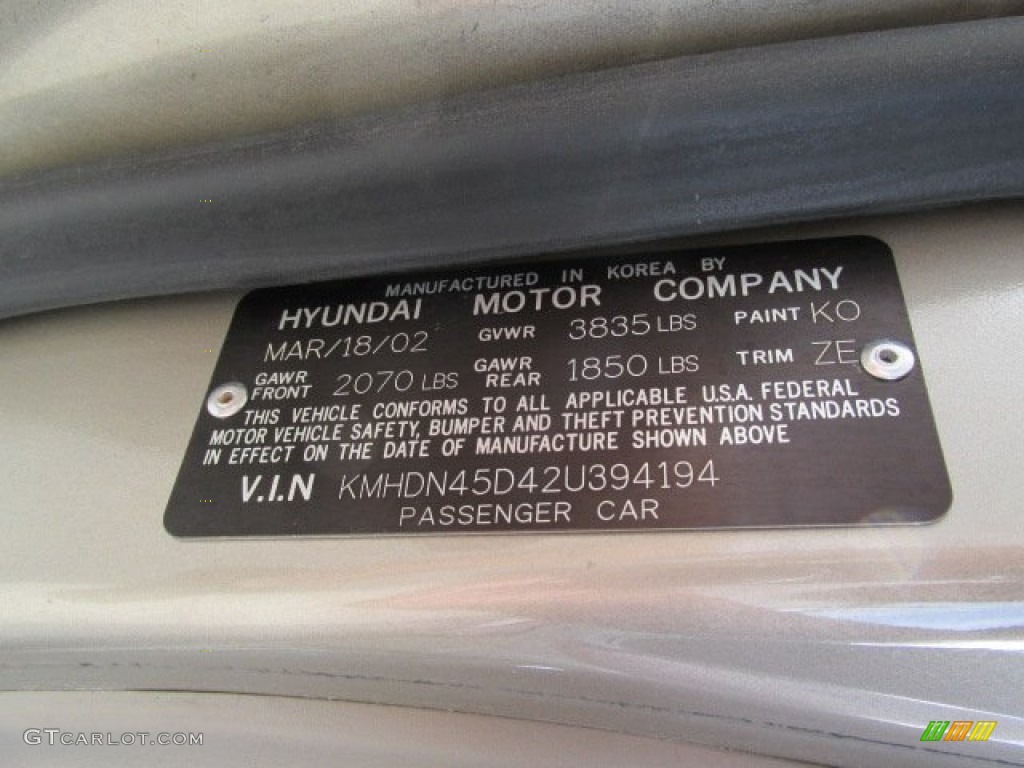 MANUFACTURED IN KOREA BY
HYUNDAI MOTOR COMPANY
MAR/18/02 GVWR 3835 LBS PAINT KO
GAWR FRONT 2070 LBS GAWR REAR 1850 LBS TRIM ZE
THIS VEHICLE CONFORMS TO ALL APPLICABLE U.S.A. FEDERAL
MOTOR VEHICLE SAFETY, BUMPER AND THEFT PREVENTION STANDARDS
IN EFFECT ON THE DATE OF MANUFACTURE SHOWN ABOVE
V.I.N KMHDN45D42U394194
PASSENGER CAR
GTCARLOT.COM